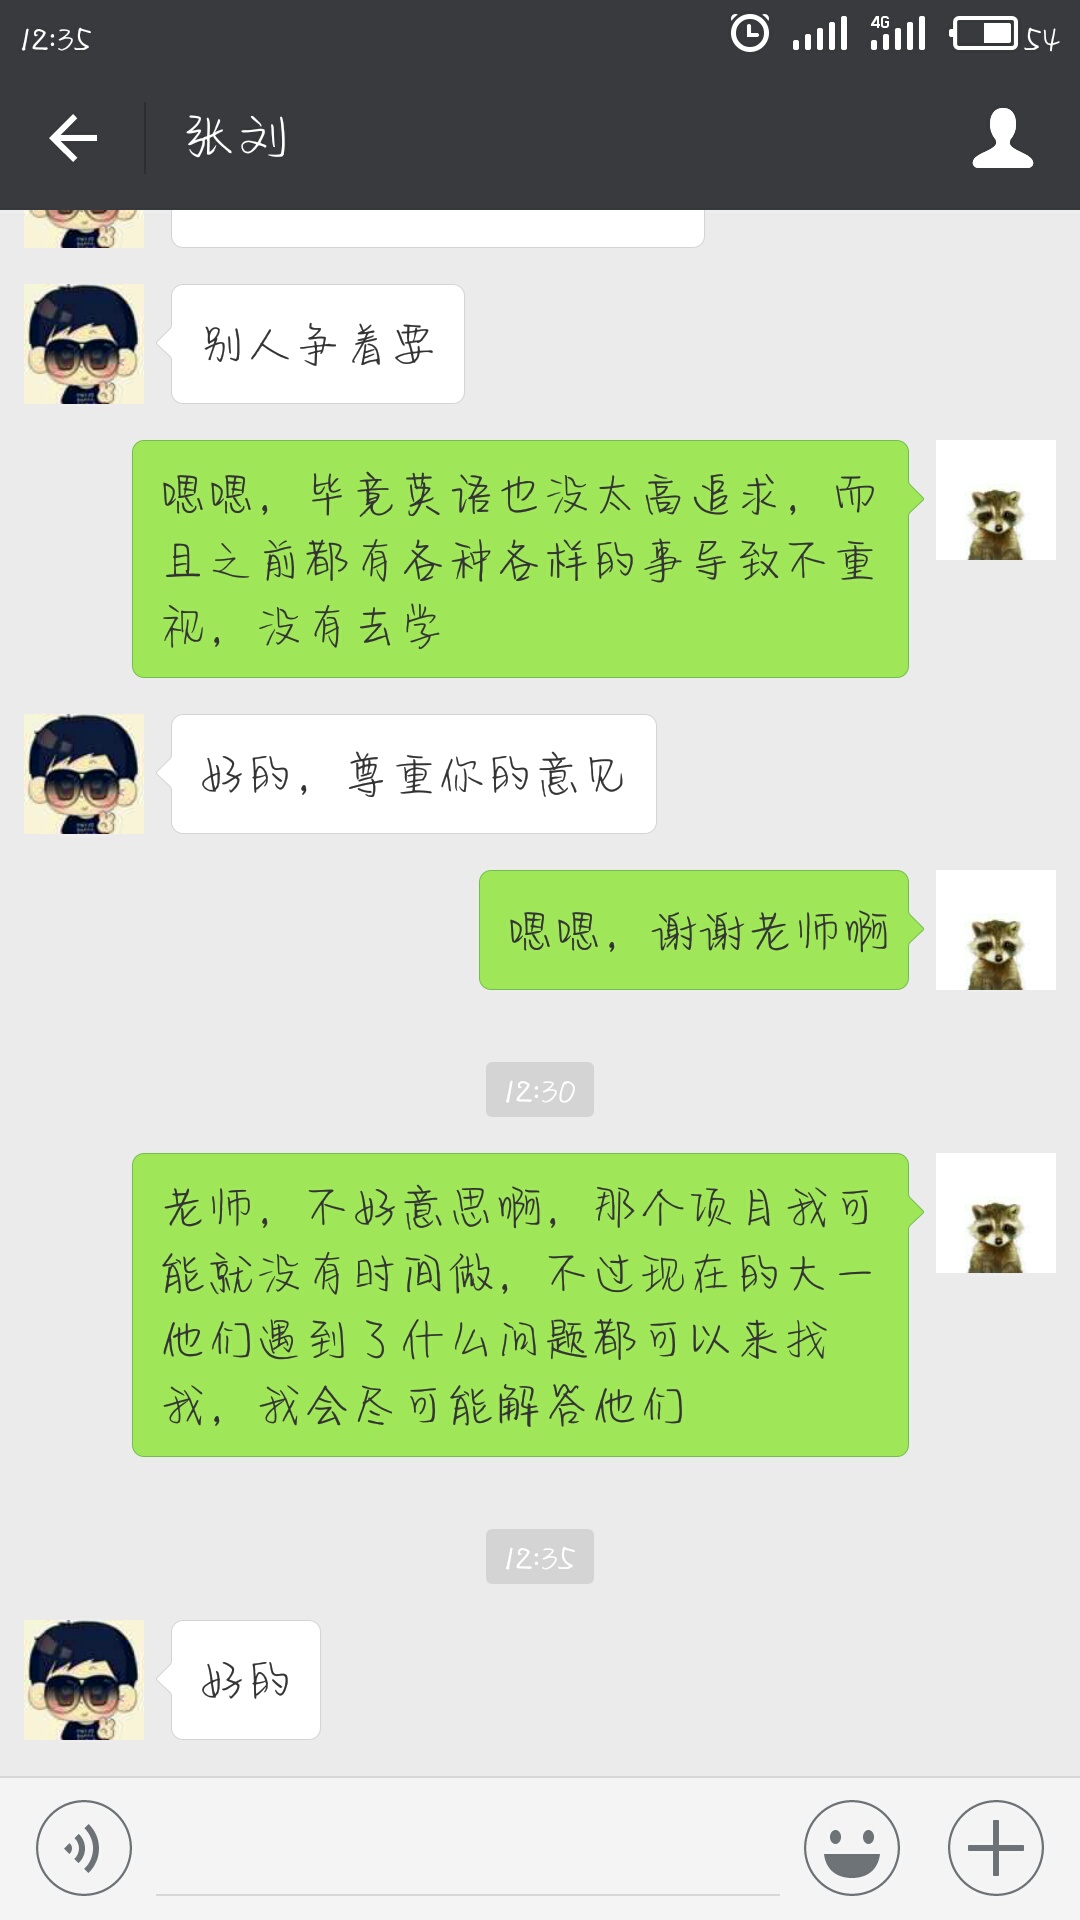 12:35
4G
54
张刘
别人争着要
嗯嗯，毕竟英语也没太高追求，而
且之前都有各种各样的事导致不重
视，没有去学
好的，尊重你的意见
嗯嗯，谢谢老师啊
12:30
老师，不好意思啊，那个项目我可
能就没有时间做，不过现在的大一
他们遇到了什么问题都可以来找
我，我会尽可能解答他们
12:35
好的